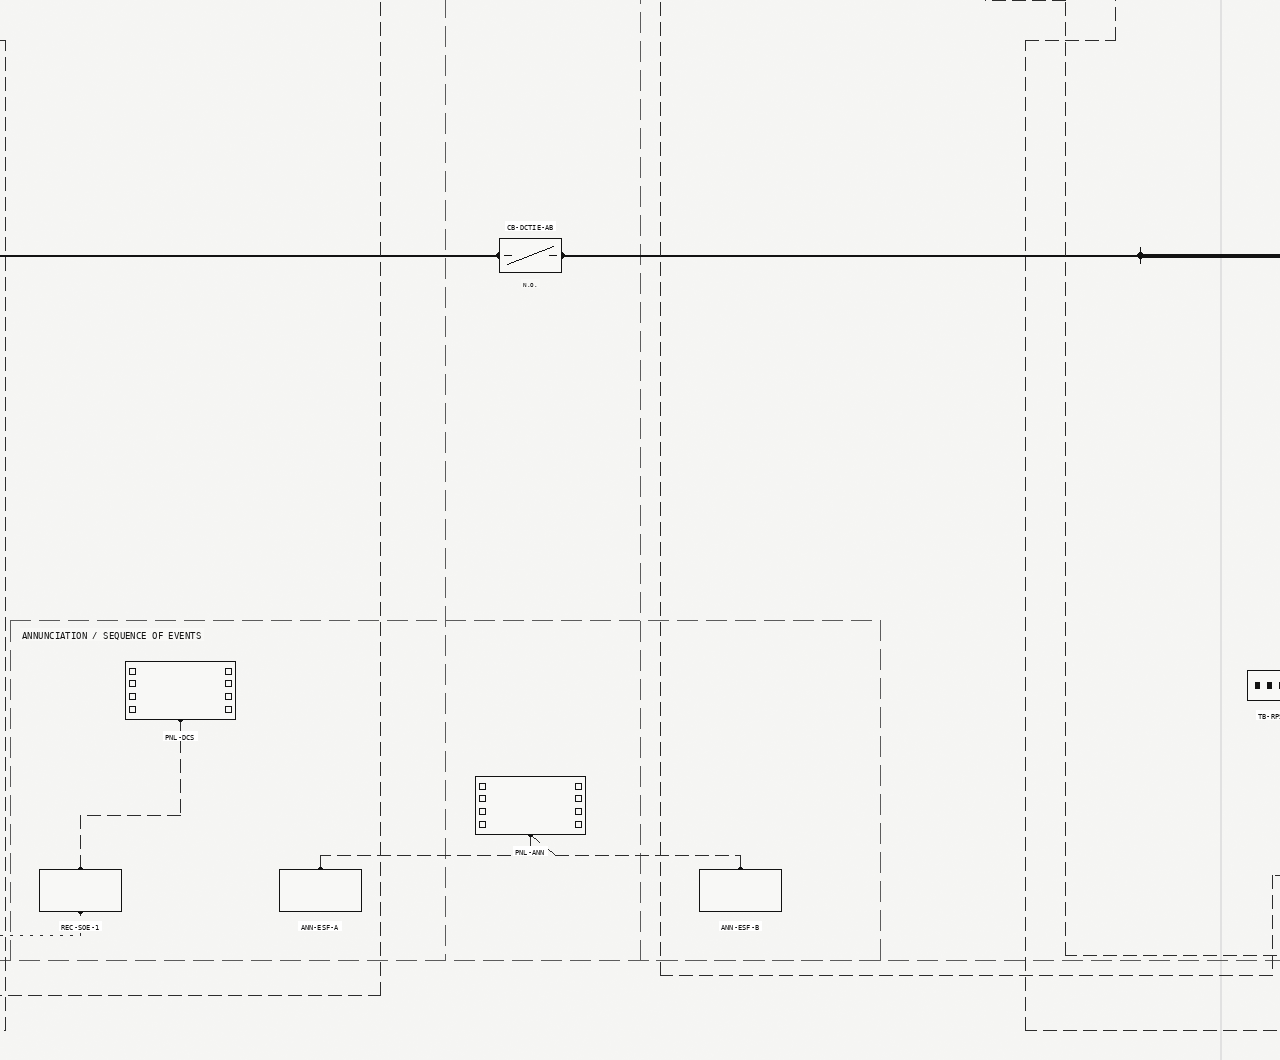 CB-DCTIE-AB
N.O.
ANNUNCIATION / SEQUENCE OF EVENTS
PNL-DCS
PNL-ANN
REC-SOE-1
ANN-ESF-A
ANN-ESF-B